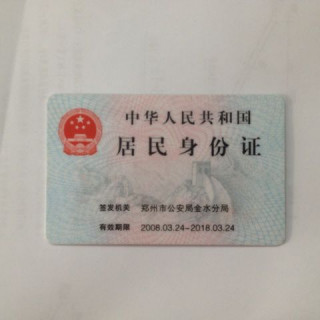 中华人民共和国
居民身份证
签发机关 郑州市公安局金水分局
有效期限 2008.03.24-2018.03.24